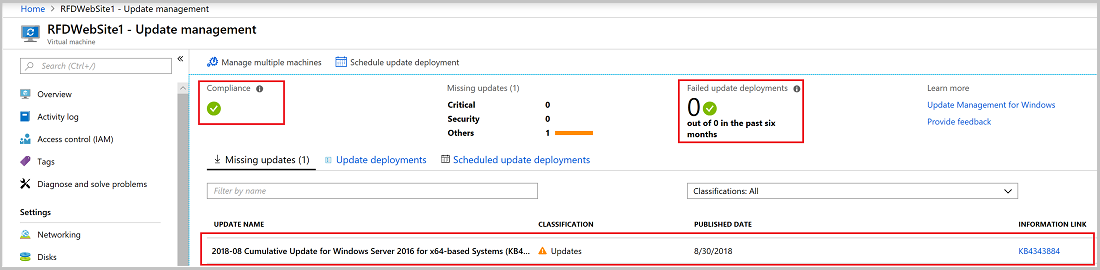 Home > RFDWebSite1 - Update management
RFDWebSite1 - Update management
Virtual machine
Search (Ctrl+/)
Overview
Activity log
Access control (IAM)
Tags
Diagnose and solve problems
Settings
Networking
Disks
Manage multiple machines Schedule update deployment
Compliance
Missing updates (1)
Critical 0
Security 0
Others 1
Failed update deployments
0
out of 0 in the past six
months
Learn more
Update Management for Windows
Provide feedback
Missing updates (1) Update deployments Scheduled update deployments
Filter by name Classifications: All
UPDATE NAME CLASSIFICATION PUBLISHED DATE INFORMATION LINK
2018-08 Cumulative Update for Windows Server 2016 for x64-based Systems (KB4... Updates 8/30/2018 KB4343884